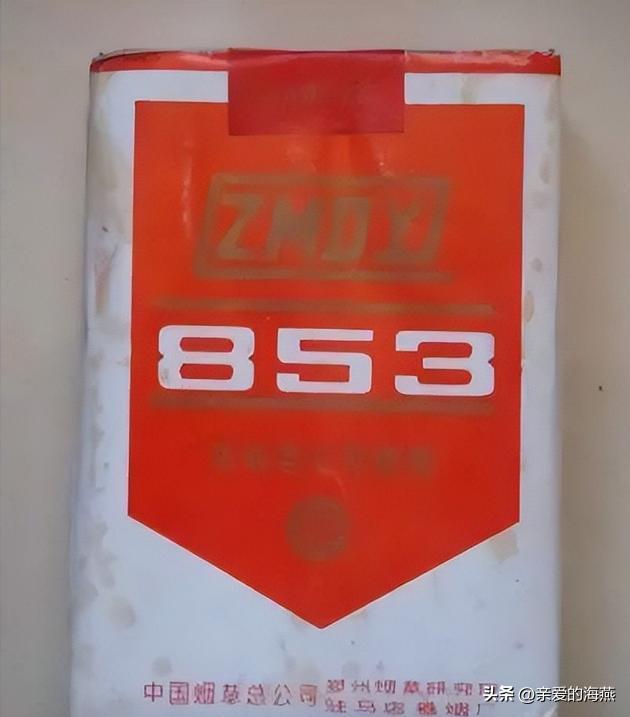 ZMDY
853
中国烟草总公司 郑州烟草研究院
驻马店卷烟厂
头条 @亲爱的海燕